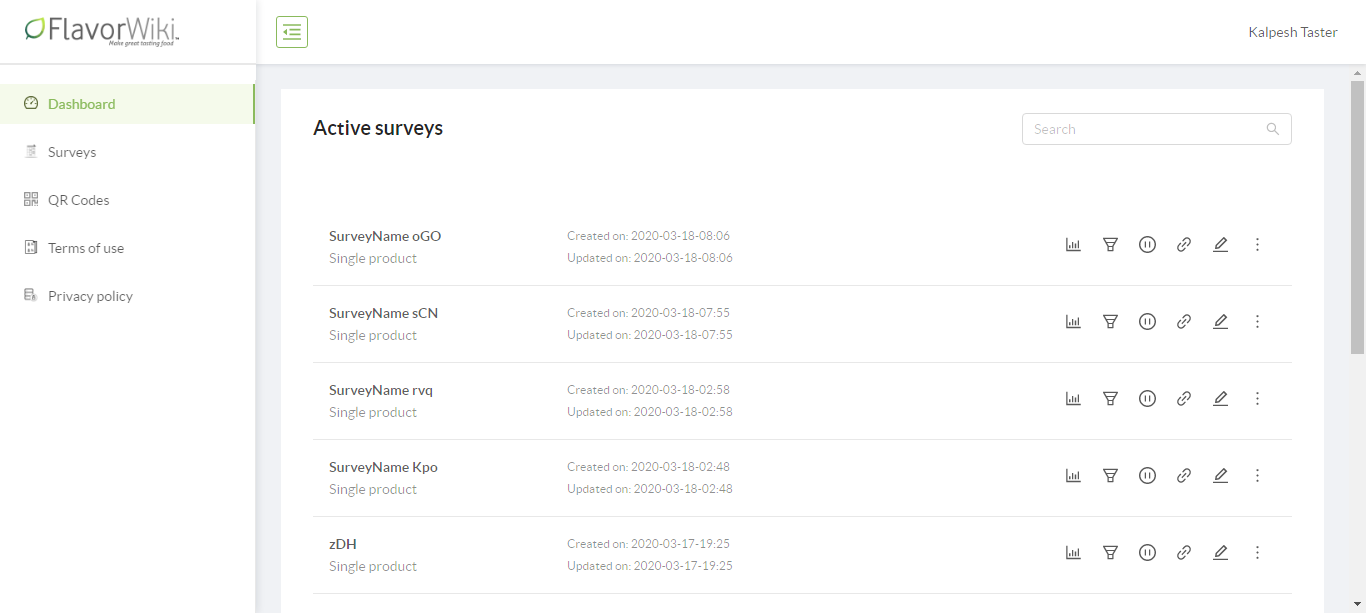 FlavorWiki
Make great tasting food
Kalpesh Taster
Dashboard
Surveys
QR Codes
Terms of use
Privacy policy
Active surveys
Search
SurveyName oGO
Single product
Created on: 2020-03-18-08:06
Updated on: 2020-03-18-08:06
SurveyName sCN
Single product
Created on: 2020-03-18-07:55
Updated on: 2020-03-18-07:55
SurveyName rvq
Single product
Created on: 2020-03-18-02:58
Updated on: 2020-03-18-02:58
SurveyName Kpo
Single product
Created on: 2020-03-18-02:48
Updated on: 2020-03-18-02:48
zDH
Single product
Created on: 2020-03-17-19:25
Updated on: 2020-03-17-19:25